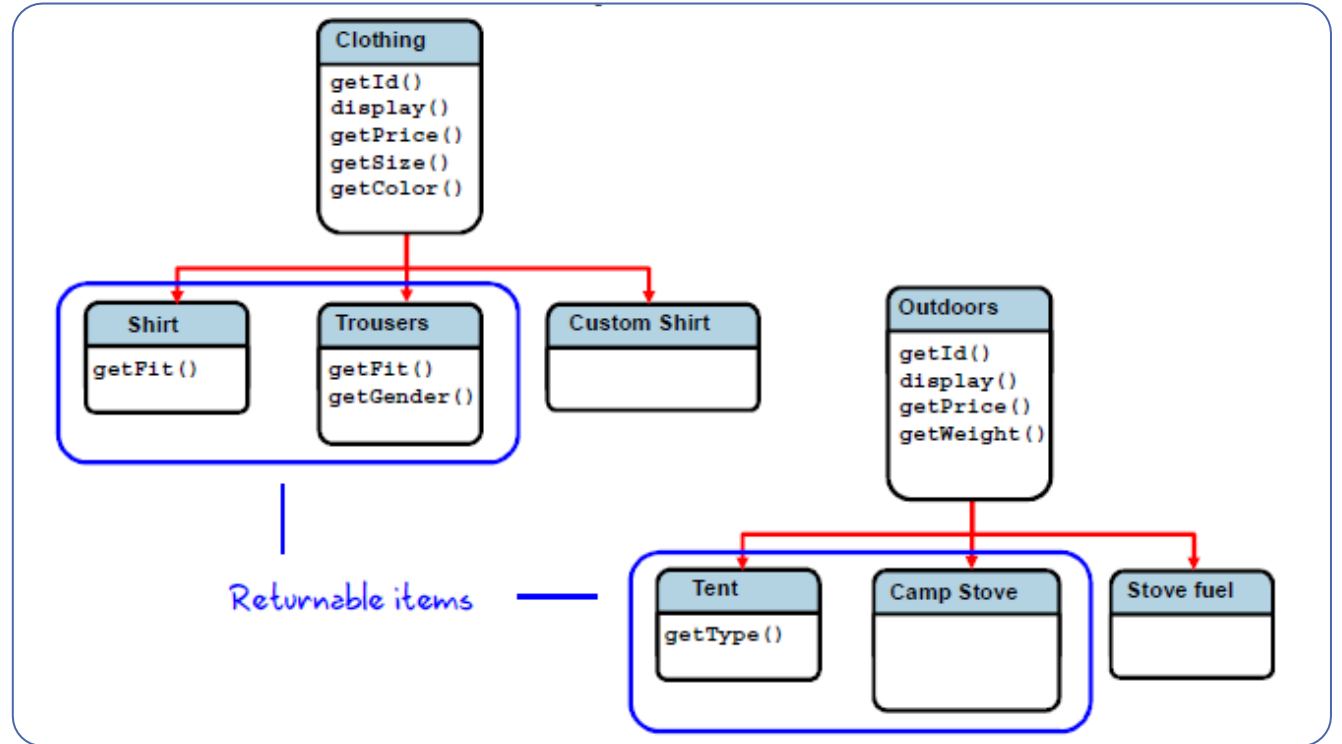 Clothing
getId()
display()
getPrice()
getSize()
getColor()
Shirt
getFit()
Trousers
getFit()
getGender()
Custom Shirt
Outdoors
getId()
display()
getPrice()
getWeight()
Returnable items
Tent
getType()
Camp Stove
Stove fuel